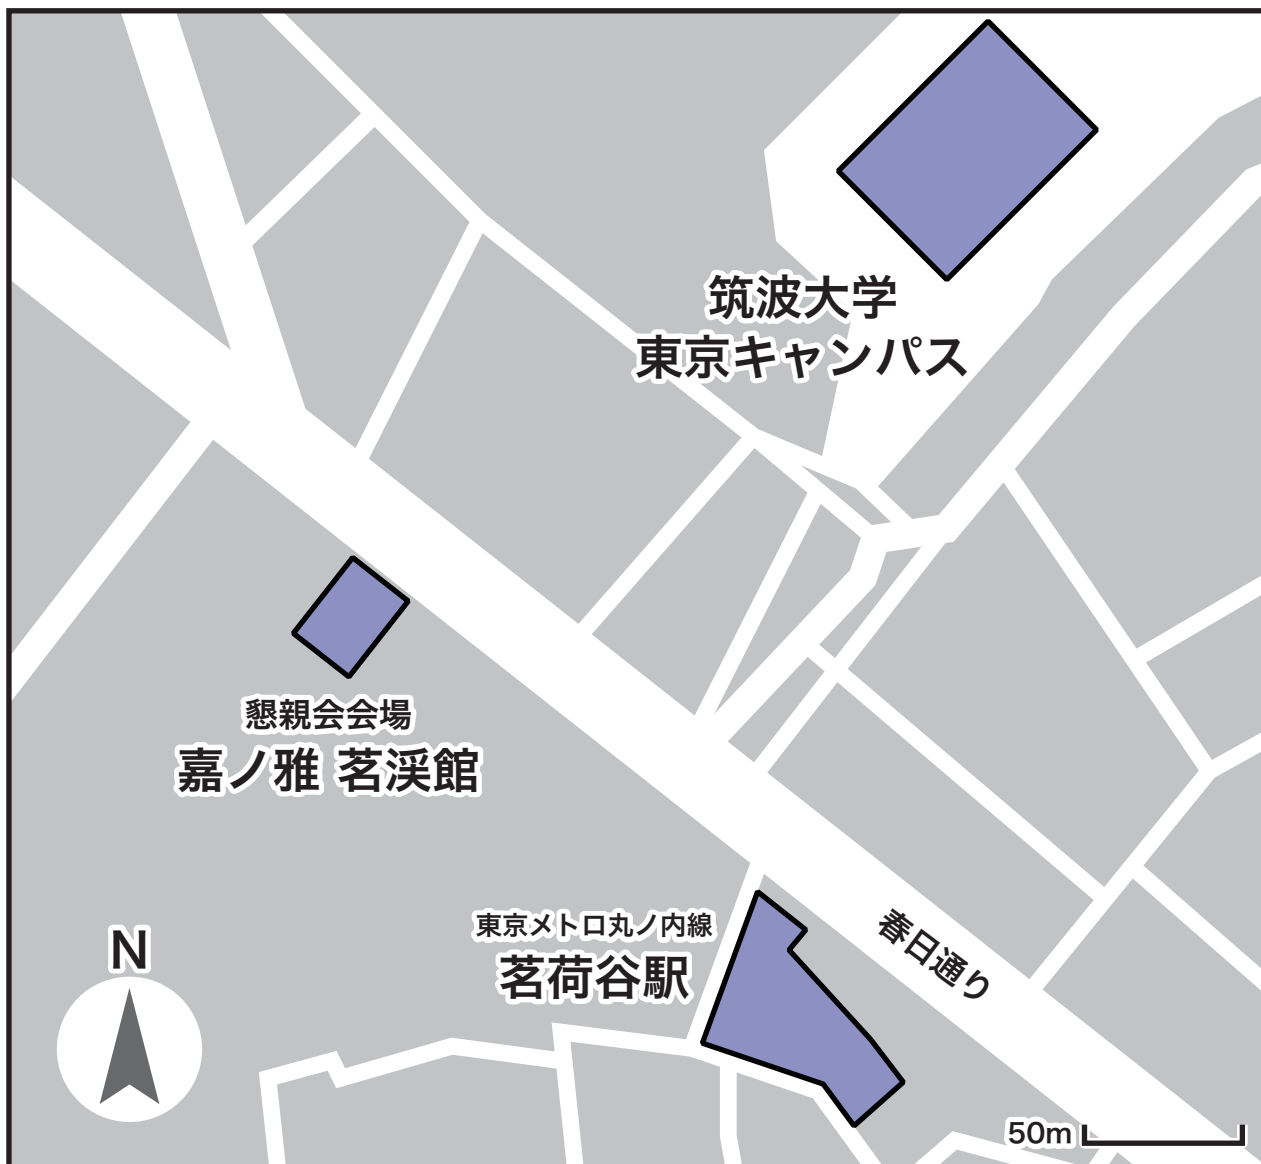 筑波大学
東京キャンパス
懇親会会場
嘉ノ雅 茗渓館
東京メトロ丸ノ内線
茗荷谷駅
春日通り
N
50m